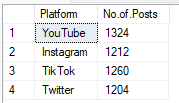 Platform No.of.Posts
1 YouTube 1324
2 Instagram 1212
3 TikTok 1260
4 Twitter 1204